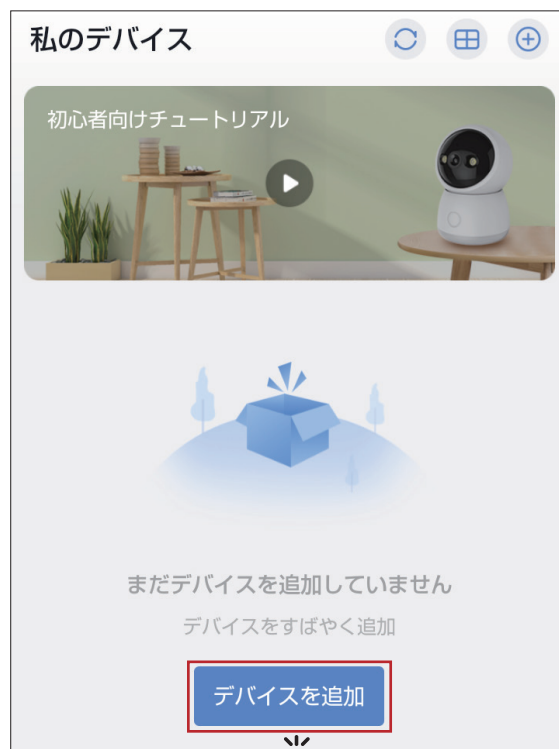 私のデバイス
初心者向けチュートリアル
まだデバイスを追加していません
デバイスをすばやく追加
デバイスを追加